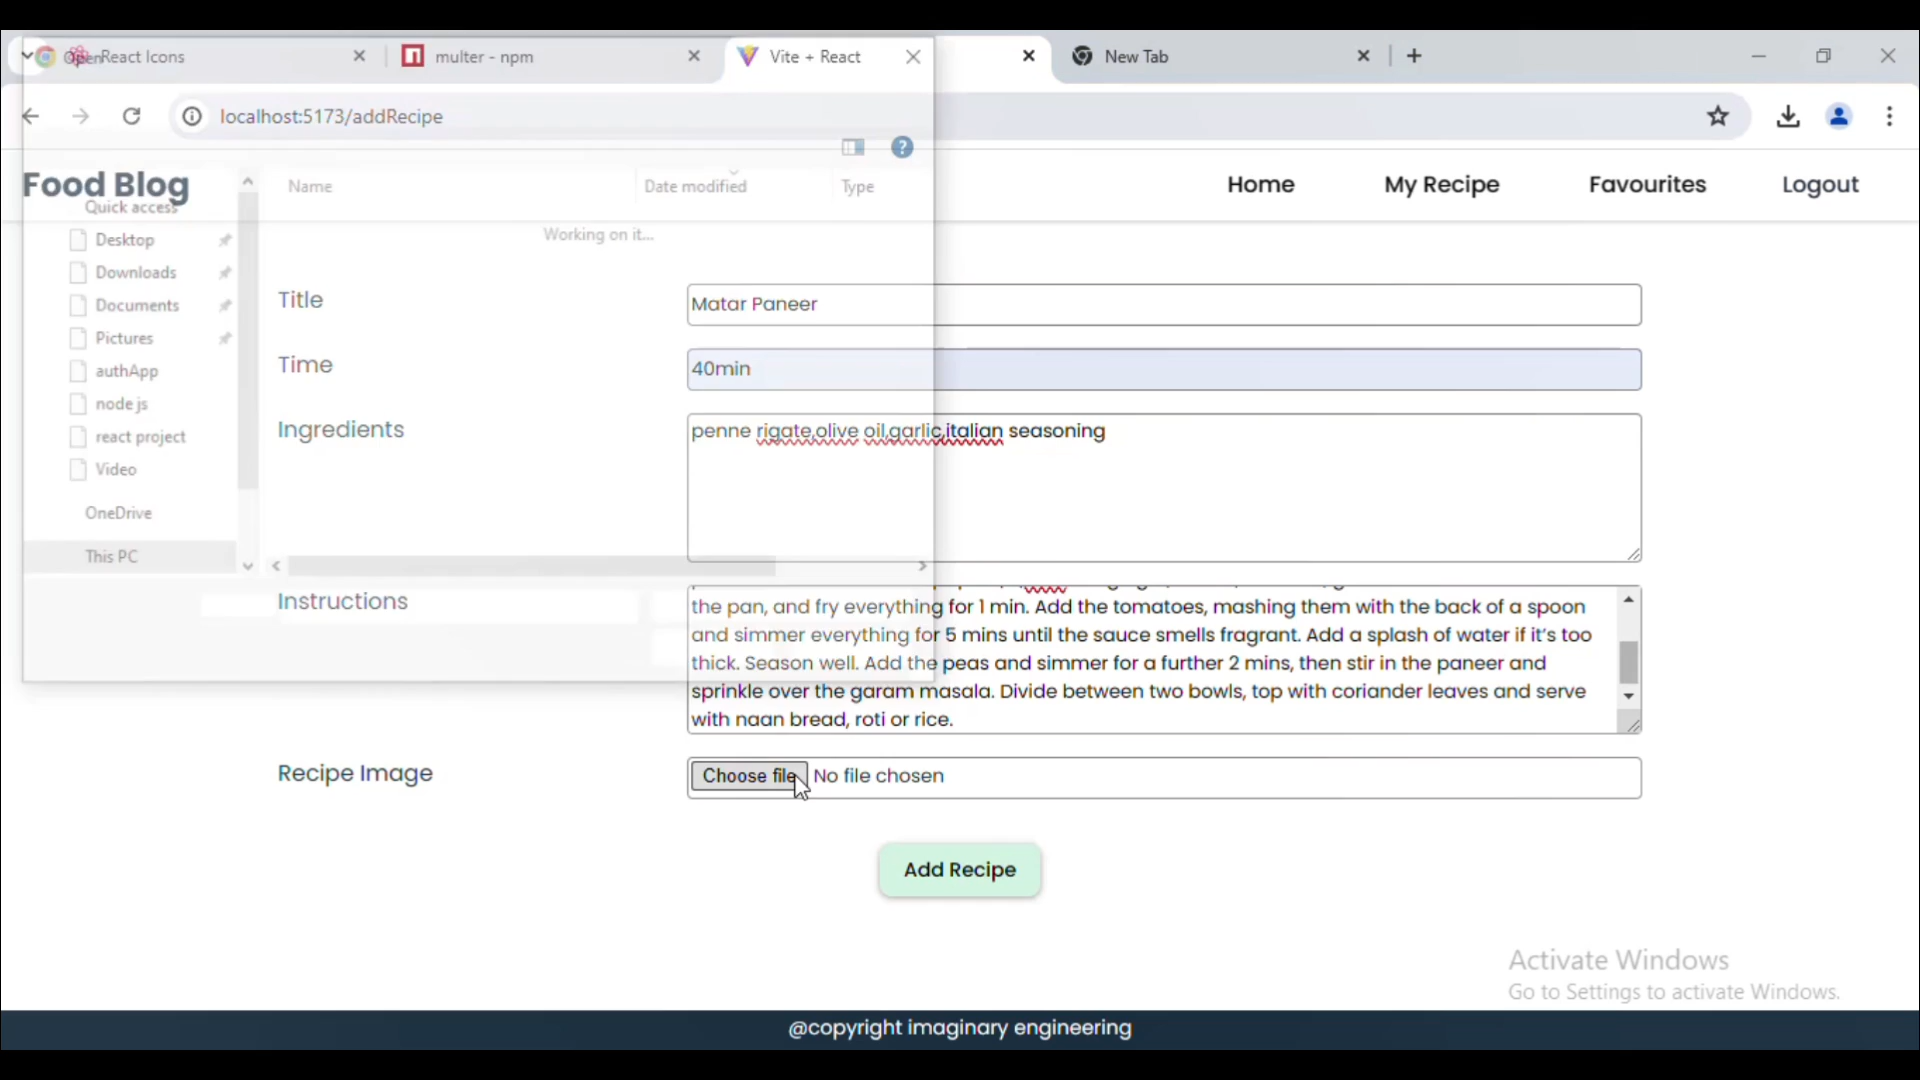 Open React Icons
multer - npm
Vite + React
New Tab
localhost:5173/addRecipe
Food Blog
Home
My Recipe
Favourites
Logout
Name
Date modified
Type
Quick access
Working on it...
Desktop
Downloads
Documents
Pictures
authApp
node js
react project
Video
OneDrive
This PC
Title
Matar Paneer
Time
40min
Ingredients
penne rigate,olive oil,garlic,italian seasoning
Instructions
the pan, and fry everything for 1 min. Add the tomatoes, mashing them with the back of a spoon
and simmer everything for 5 mins until the sauce smells fragrant. Add a splash of water if it’s too
thick. Season well. Add the peas and simmer for a further 2 mins, then stir in the paneer and
sprinkle over the garam masala. Divide between two bowls, top with coriander leaves and serve
with naan bread, roti or rice.
Recipe Image
Choose file No file chosen
Add Recipe
Activate Windows
Go to Settings to activate Windows.
@copyright imaginary engineering